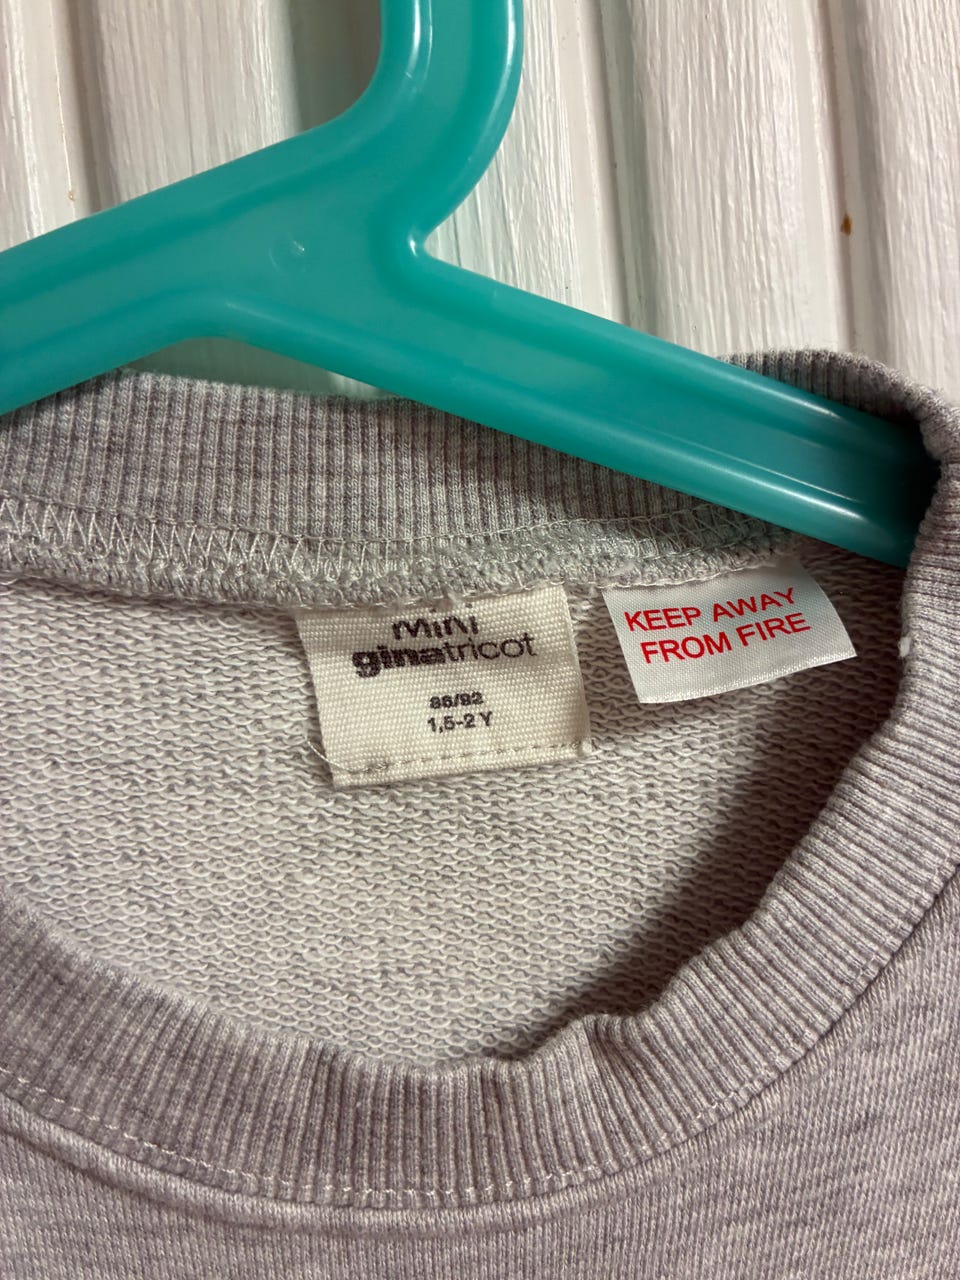 mini
ginatricot
86/92
1,5-2 Y
KEEP AWAY
FROM FIRE